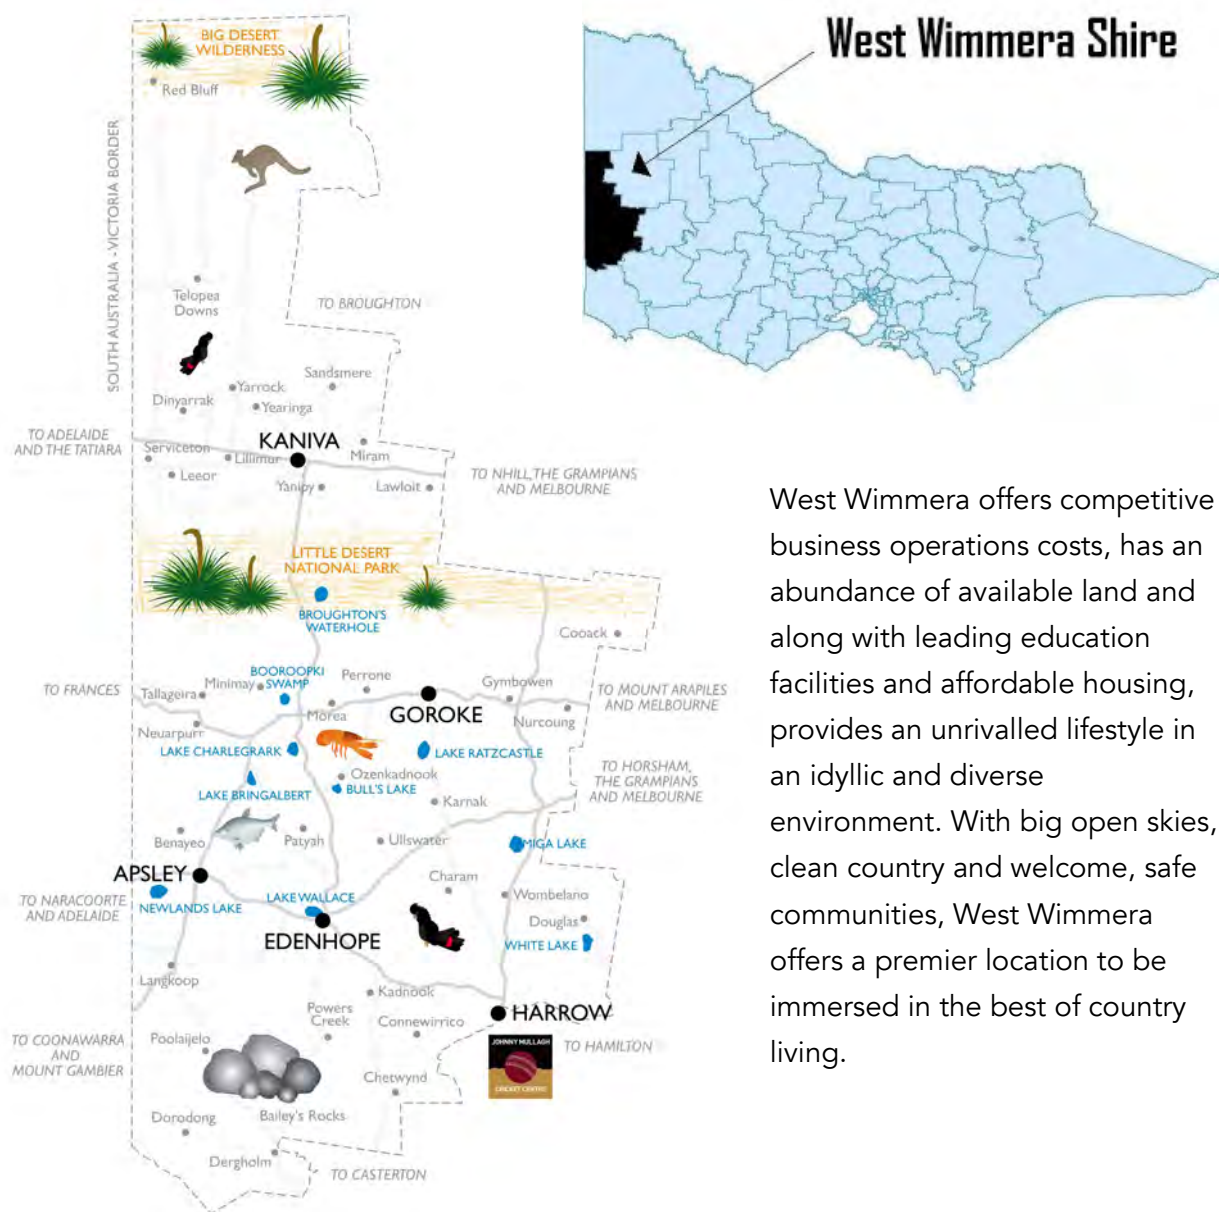 West Wimmera Shire
BIG DESERT
WILDERNESS
Red Bluff
SOUTH AUSTRALIA - VICTORIA BORDER
Telopea
Downs
TO BROUGHTON
Sandsmere
Yarrock
Dinyarrak
Yearinga
TO ADELAIDE
AND THE TATIARA
KANIVA
Serviceton
Lillimur
Miram
Leeor
Yanipy
Lawloit
TO NHILL, THE GRAMPIANS
AND MELBOURNE
LITTLE DESERT
NATIONAL PARK
BROUGHTON'S
WATERHOLE
Cooack
BOOROOPKI
SWAMP
Perrone
Minimay
Gymbowen
TO FRANCES
Tallageira
TO MOUNT ARAPILES
AND MELBOURNE
GOROKE
Morea
Nurcoung
Neuarpurr
LAKE CHARLEGRARK
LAKE RATZCASTLE
TO HORSHAM,
THE GRAMPIANS
AND MELBOURNE
Ozenkadnook
BULL'S LAKE
LAKE BRINGALBERT
Karnak
Benayeo
Patyah
Ullswater
MIGA LAKE
APSLEY
Charam
Wombelano
TO NARACOORTE
AND ADELAIDE
NEWLANDS LAKE
LAKE WALLACE
Douglas
EDENHOPE
WHITE LAKE
Langkoop
Kadnook
Powers
Creek
HARROW
Connewirrico
TO COONAWARRA
AND
MOUNT GAMBIER
Poolaijelo
JOHNNY MULLAGH
CRICKET CENTRE
TO HAMILTON
Chetwynd
Dorodong
Bailey's Rocks
Dergholm
TO CASTERTON
West Wimmera offers competitive
business operations costs, has an
abundance of available land and
along with leading education
facilities and affordable housing,
provides an unrivalled lifestyle in
an idyllic and diverse
environment. With big open skies,
clean country and welcome, safe
communities, West Wimmera
offers a premier location to be
immersed in the best of country
living.